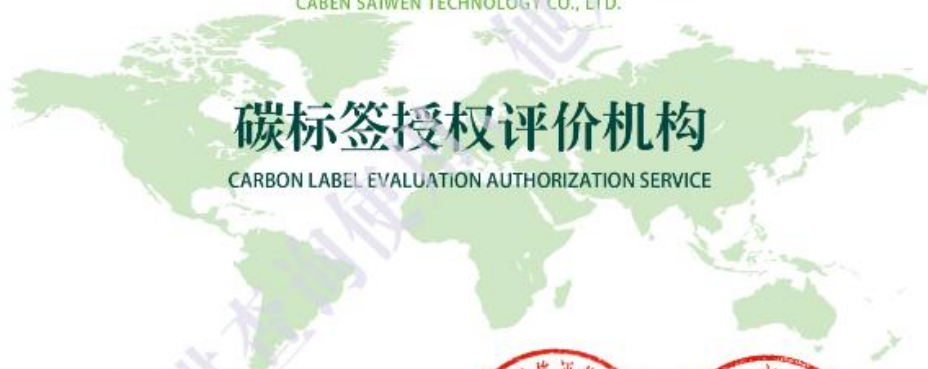 CABEN SAIWEN TECHNOLOGY CO., LTD.
碳标签授权评价机构
CARBON LABEL EVALUATION AUTHORIZATION SERVICE